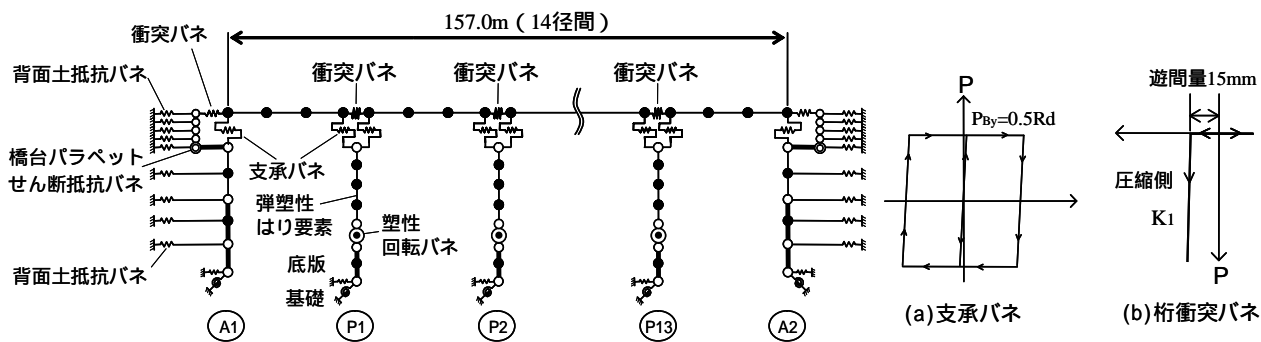 157.0m（14径間）
衝突バネ
背面土抵抗バネ
衝突バネ
衝突バネ
衝突バネ
橋台パラペット
せん断抵抗バネ
支承バネ
弾塑性
はり要素
塑性
回転バネ
背面土抵抗バネ
底版
基礎
A1
P1
P2
P13
A2
P
PBy=0.5Rd
(a)支承バネ
遊間量15mm
圧縮側
K1
P
(b)桁衝突バネ